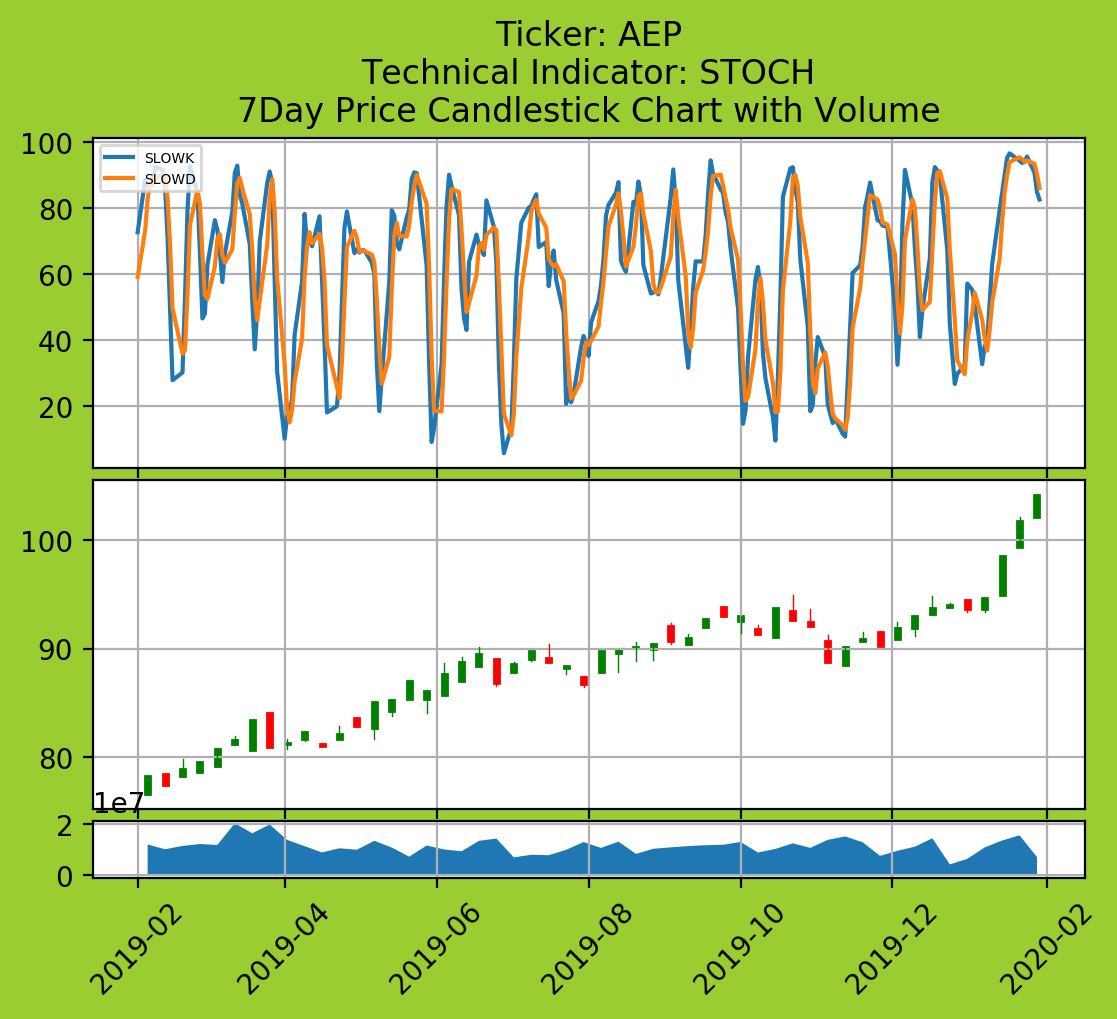 Ticker: AEP
Technical Indicator: STOCH
7Day Price Candlestick Chart with Volume
100
80
60
40
20
SLOWK
SLOWD
100
90
80
1e7
2
0
2019-02
2019-04
2019-06
2019-08
2019-10
2019-12
2020-02